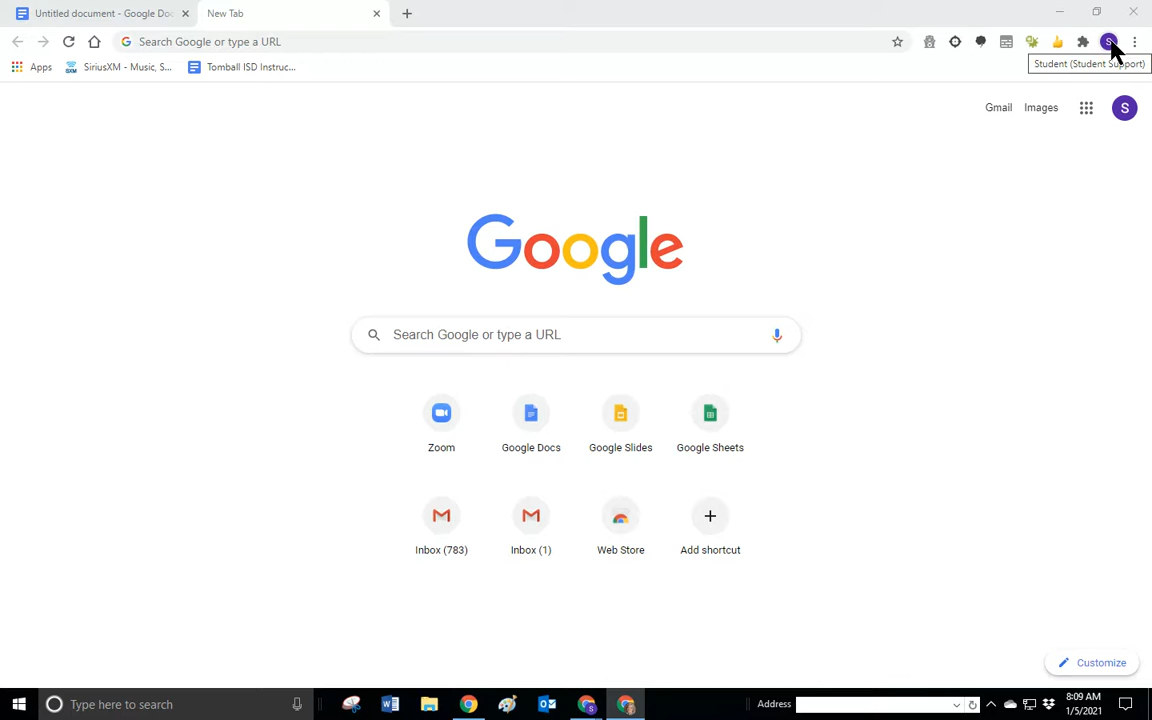 Untitled document - Google Doc
New Tab
Search Google or type a URL
S
Student (Student Support)
Apps
SiriusXM - Music, S...
Tomball ISD Instruc...
Gmail
Images
S
Google
Search Google or type a URL
Zoom
Google Docs
Google Slides
Google Sheets
Inbox (783)
Inbox (1)
Web Store
Add shortcut
Customize
Type here to search
Address
8:09 AM
1/5/2021